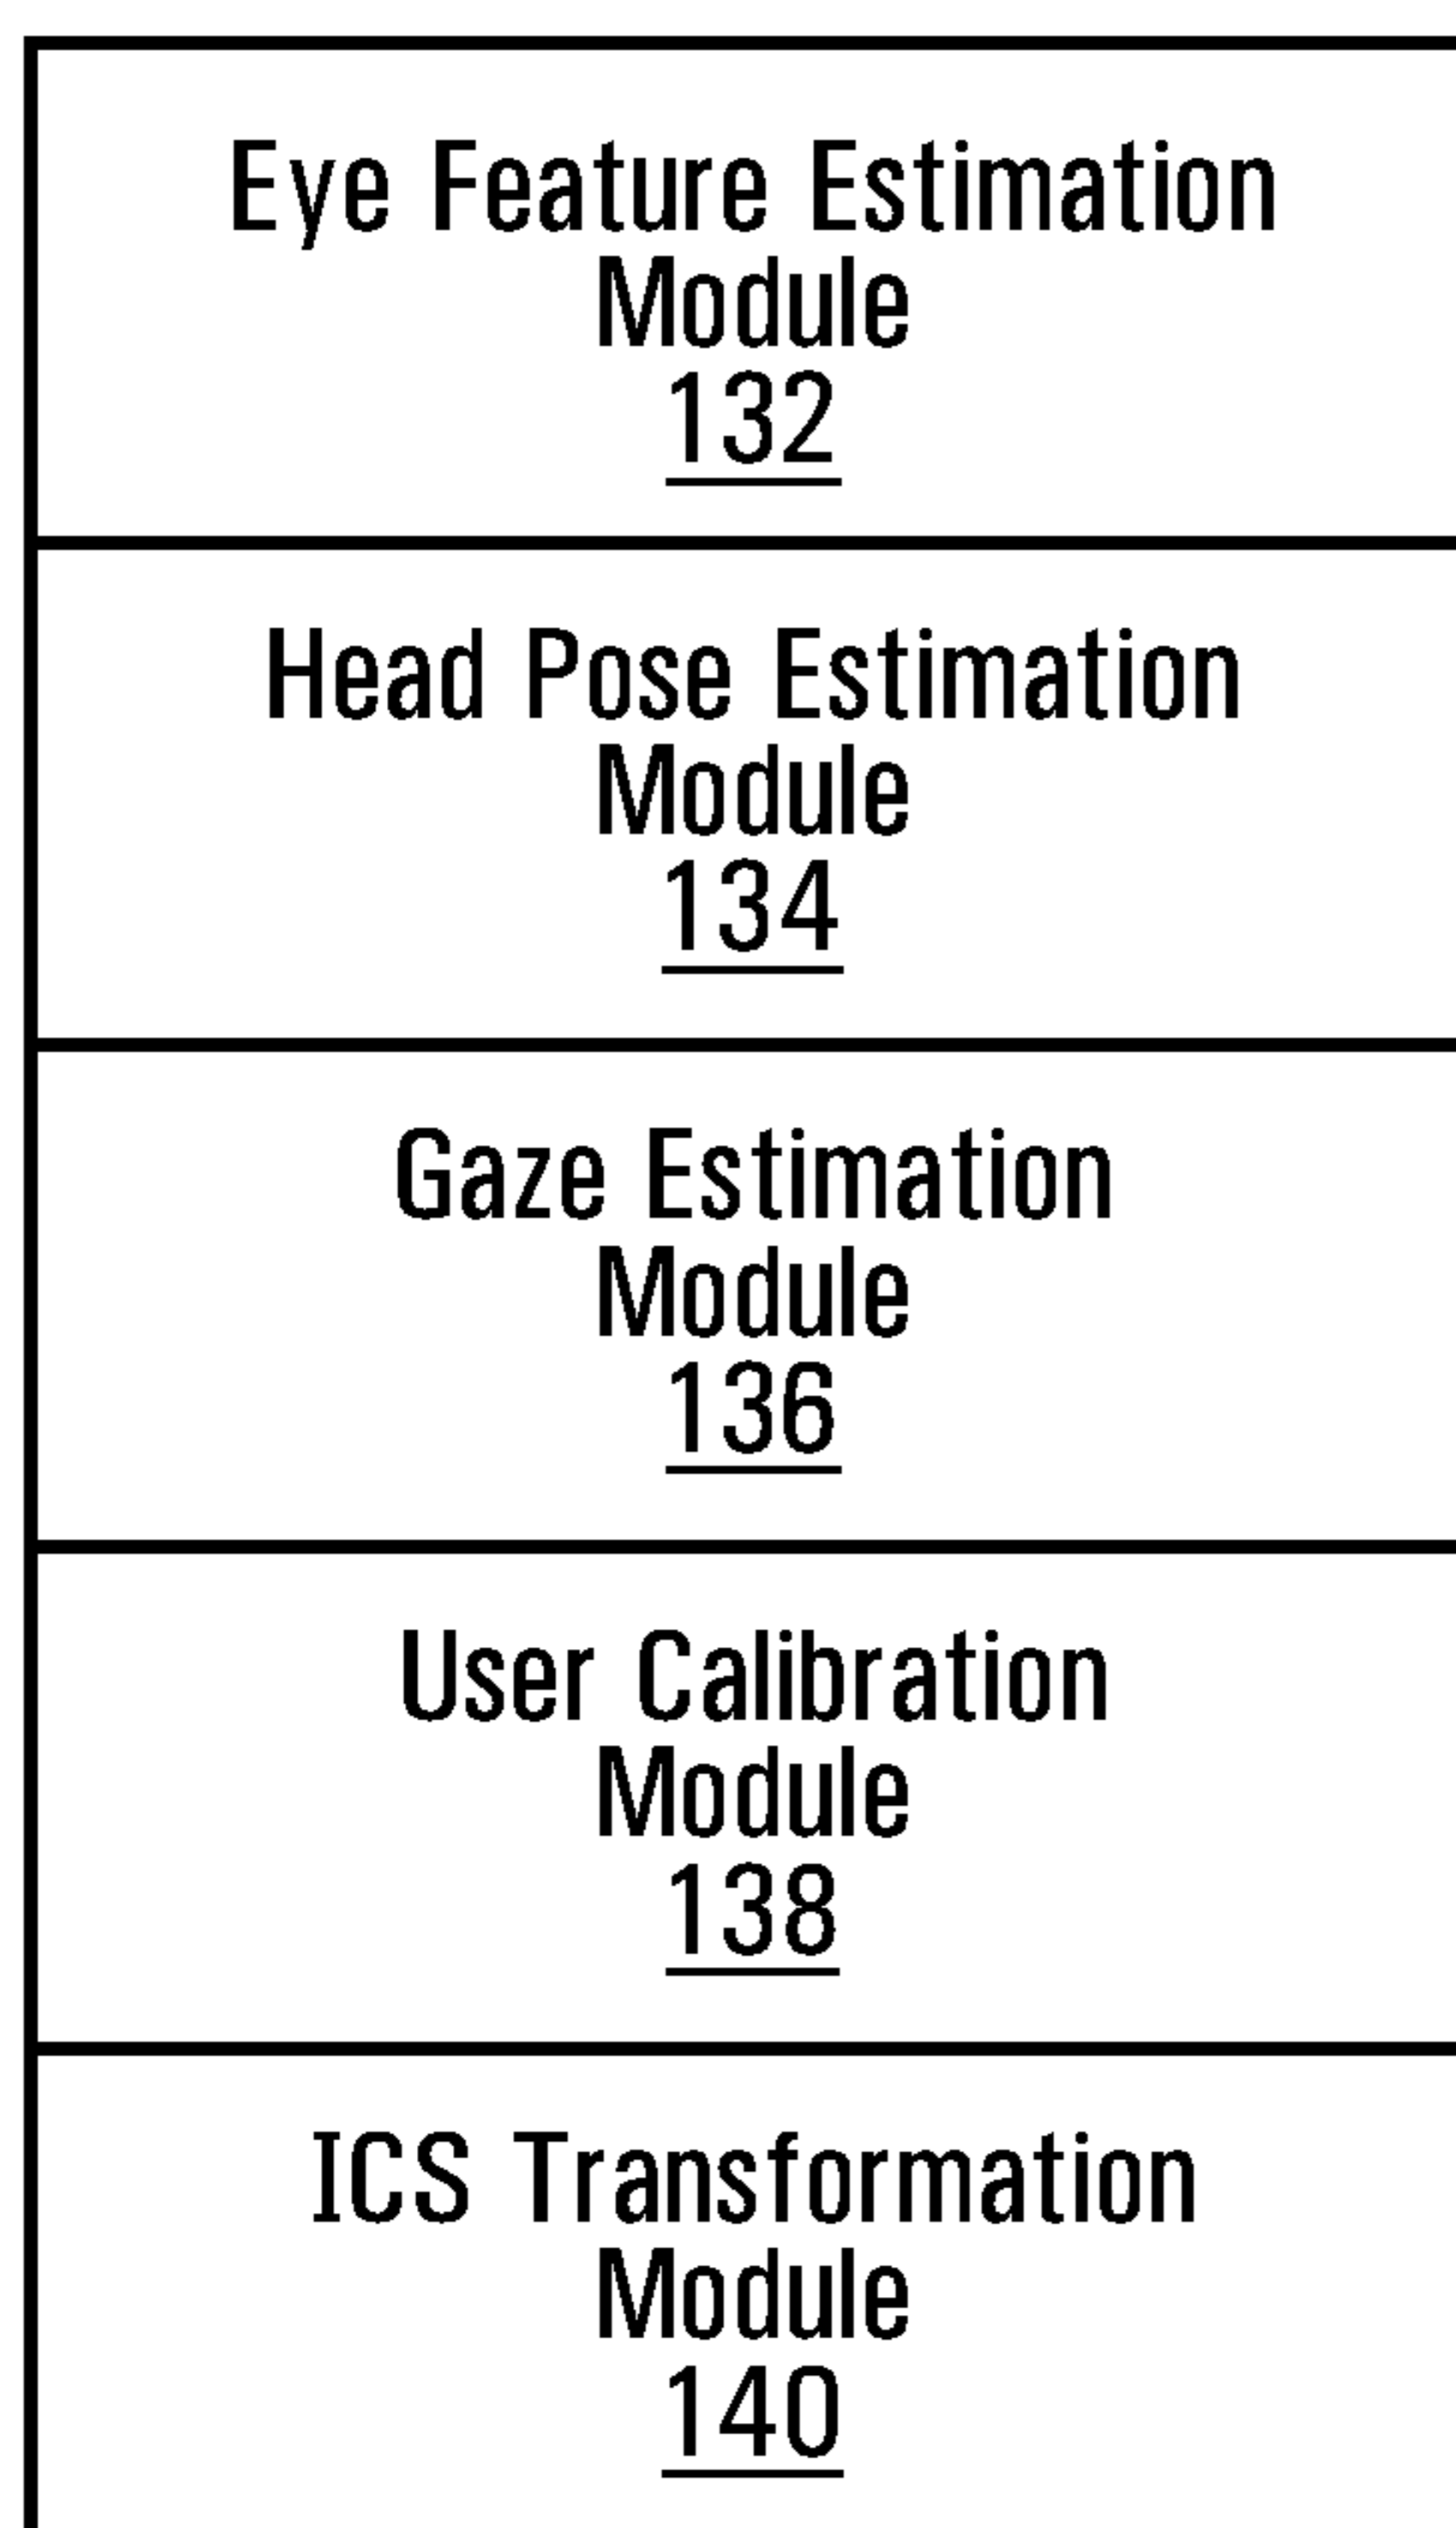 Eye Feature Estimation
Module
132
Head Pose Estimation
Module
134
Gaze Estimation
Module
136
User Calibration
Module
138
ICS Transformation
Module
140